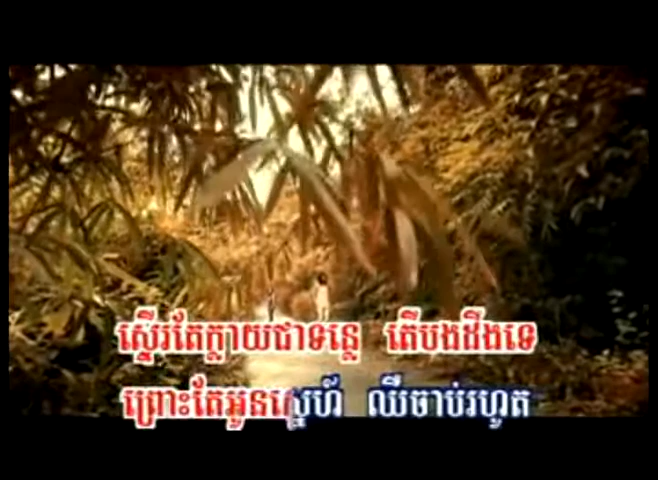 ស្ទើរតែក្លាយជាទន្លេ តើបងដឹងទេ
ព្រោះតែអូនស្នេហ៍ ឈឺចាប់រហូត